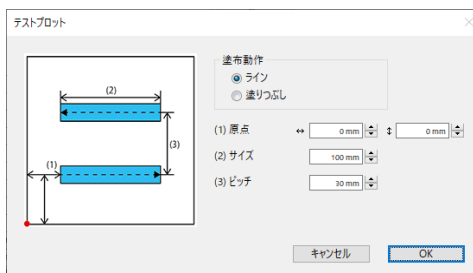 テストプロット
塗布動作
ライン
塗りつぶし
(1) 原点 ↔ 0 mm ↕ 0 mm
(2) サイズ 100 mm
(3) ピッチ 30 mm
(2)
(3)
(1)
キャンセル OK